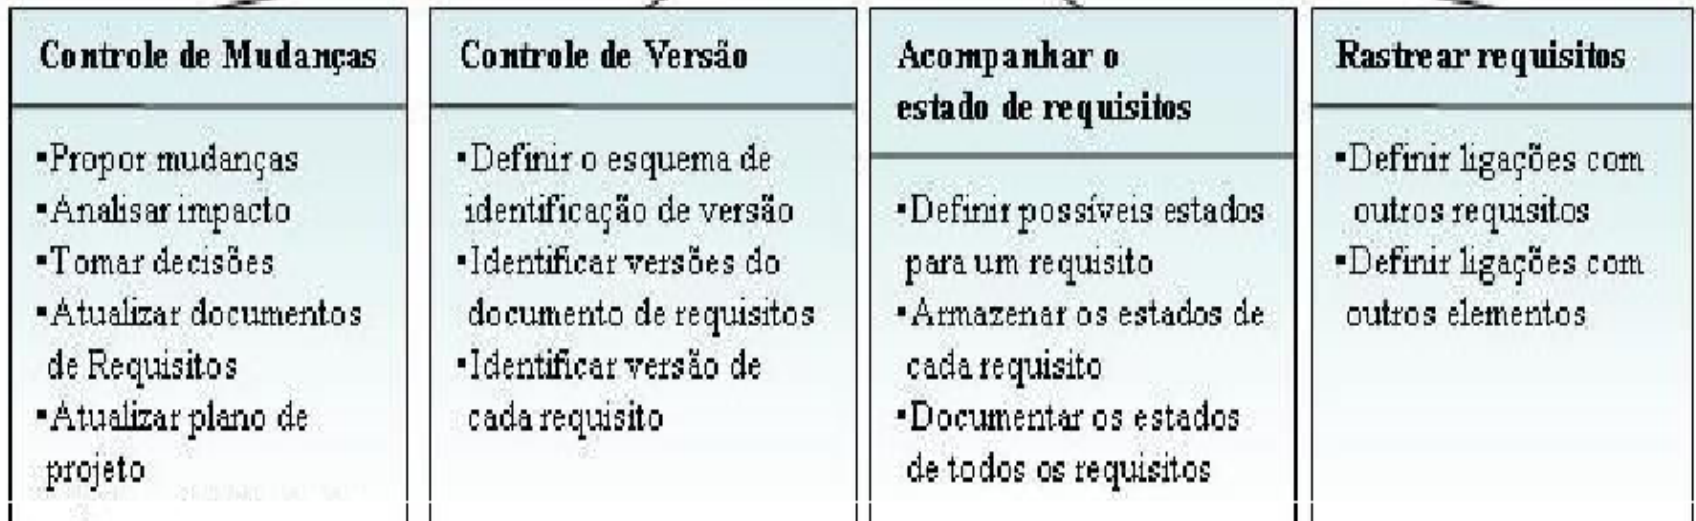 Controle de Mudanças
▪Propor mudanças
▪Analisar impacto
▪Tomar decisões
▪Atualizar documentos
de Requisitos
▪Atualizar plano de
projeto
Controle de Versão
▪Definir o esquema de
identificação de versão
▪Identificar versões do
documento de requisitos
▪Identificar versão de
cada requisito
Acompanhar o
estado de requisitos
▪Definir possíveis estados
para um requisito
▪Armazenar os estados de
cada requisito
▪Documentar os estados
de todos os requisitos
Rastrear requisitos
▪Definir ligações com
outros requisitos
▪Definir ligações com
outros elementos